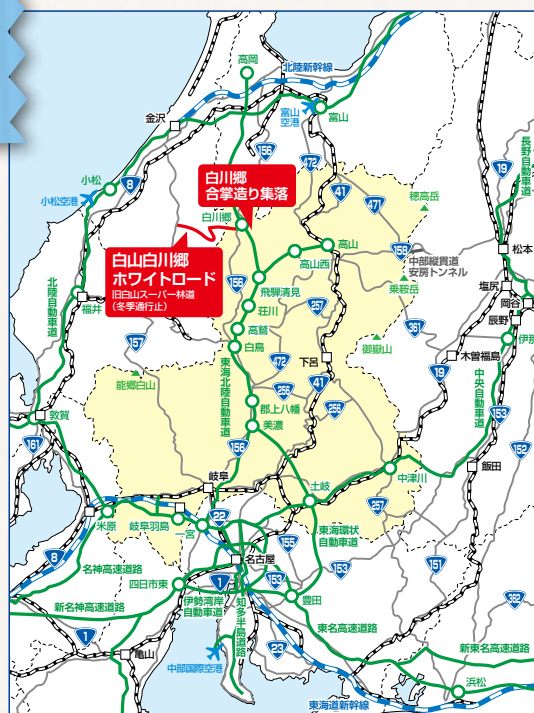 高岡
北陸新幹線
金沢
富山
空港
富山
156
472
41
471
19
長野自動車道
8
小松
小松空港
白川郷
合掌造り集落
穂高岳
白川郷
高山
高山西
158
中部縦貫道
安房トンネル
松本
白山白川郷
ホワイトロード
旧白山スーパー林道
(冬季通行止)
156
飛騨清見
257
乗鞍岳
塩尻
岡谷
北陸自動車道
福井
荘川
高鷲
白鳥
361
辰野
伊那
157
御嶽山
472
下呂
木曽福島
19
能郷白山
東海北陸自動車道
256
41
256
中央自動車道
153
敦賀
161
郡上八幡
美濃
156
152
飯田
岐阜
中津川
土岐
257
米原
岐阜羽島
一宮
22
東海環状
自動車道
155
8
名神高速道路
名古屋
153
153
151
四日市東
1
新名神高速道路
伊勢湾岸
自動車道
知多半島道路
豊田
362
東名高速道路
1
亀山
23
新東名高速道路
中部国際空港
浜松
東海道新幹線